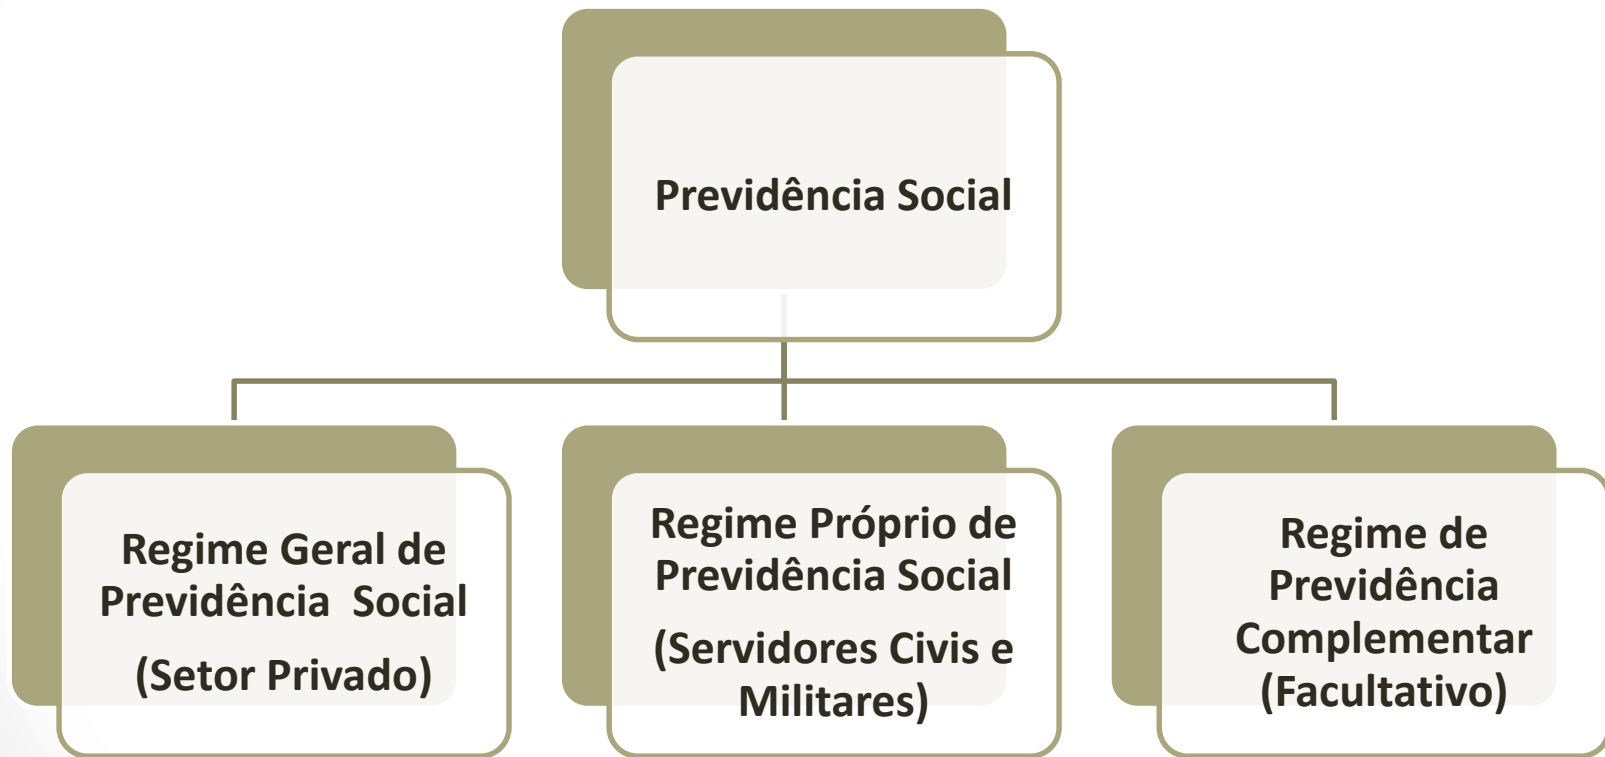 Previdência Social
Regime Geral de
Previdência Social
(Setor Privado)
Regime Próprio de
Previdência Social
(Servidores Civis e
Militares)
Regime de
Previdência
Complementar
(Facultativo)